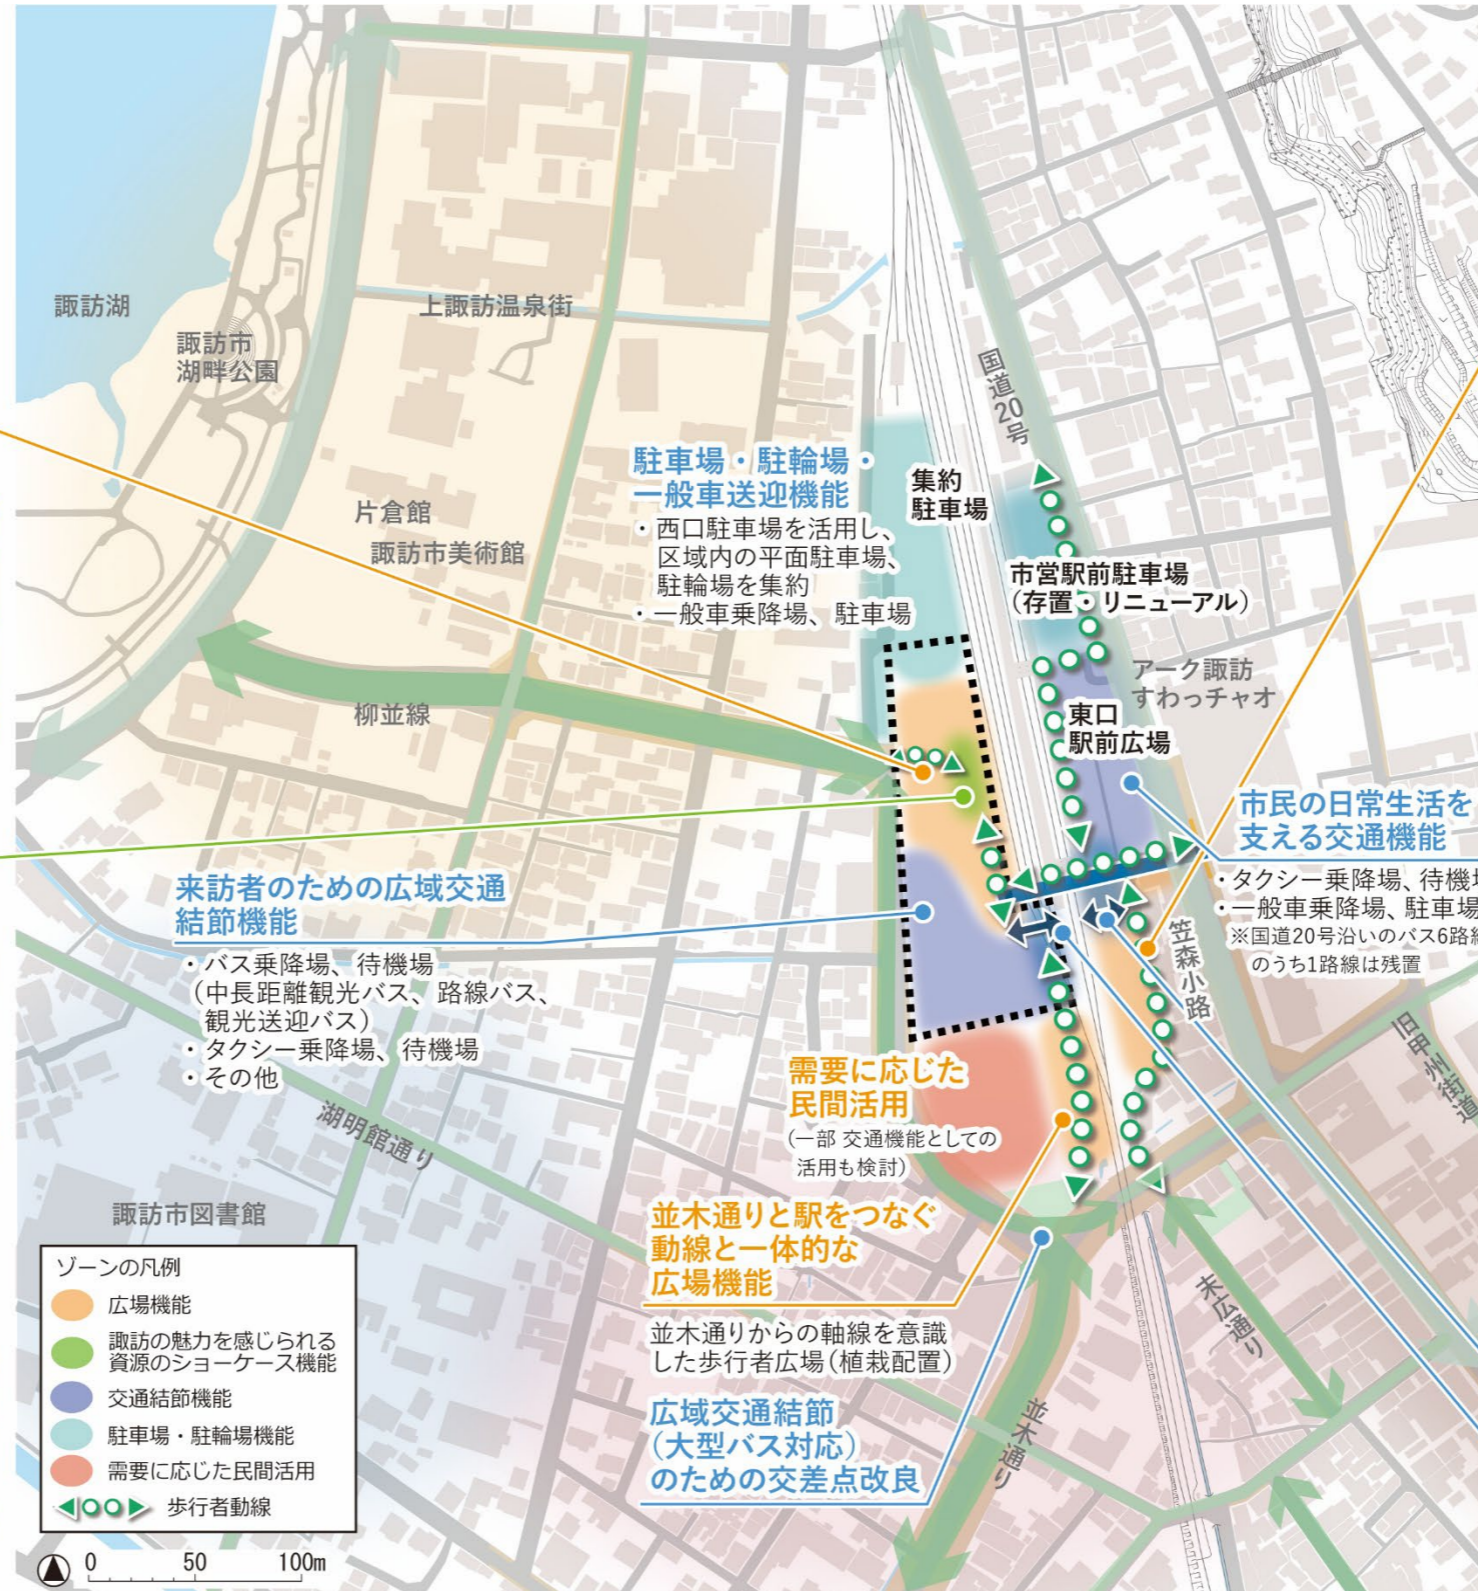 諏訪湖
諏訪市
湖畔公園
上諏訪温泉街
国道20号
片倉館
諏訪市美術館
駐車場・駐輪場・
一般車送迎機能
・西口駐車場を活用し、
区域内の平面駐車場、
駐輪場を集約
・一般車乗降場、駐車場
集約
駐車場
市営駅前駐車場
(存置・リニューアル)
アーク諏訪
すわっチャオ
東口
駅前広場
柳並線
市民の日常生活を
支える交通機能
・タクシー乗降場、待機場
・一般車乗降場、駐車場
※国道20号沿いのバス6路線
のうち1路線は残置
来訪者のための広域交通
結節機能
・バス乗降場、待機場
(中長距離観光バス、路線バス、
観光送迎バス)
・タクシー乗降場、待機場
・その他
笠森小路
旧甲州街道
湖明館通り
諏訪市図書館
需要に応じた
民間活用
(一部 交通機能としての
活用も検討)
並木通りと駅をつなぐ
動線と一体的な
広場機能
並木通りからの軸線を意識
した歩行者広場(植栽配置)
広域交通結節
(大型バス対応)
のための交差点改良
末広通り
並木通り
ゾーンの凡例
広場機能
諏訪の魅力を感じられる
資源のショーケース機能
交通結節機能
駐車場・駐輪場機能
需要に応じた民間活用
歩行者動線
0 50 100m